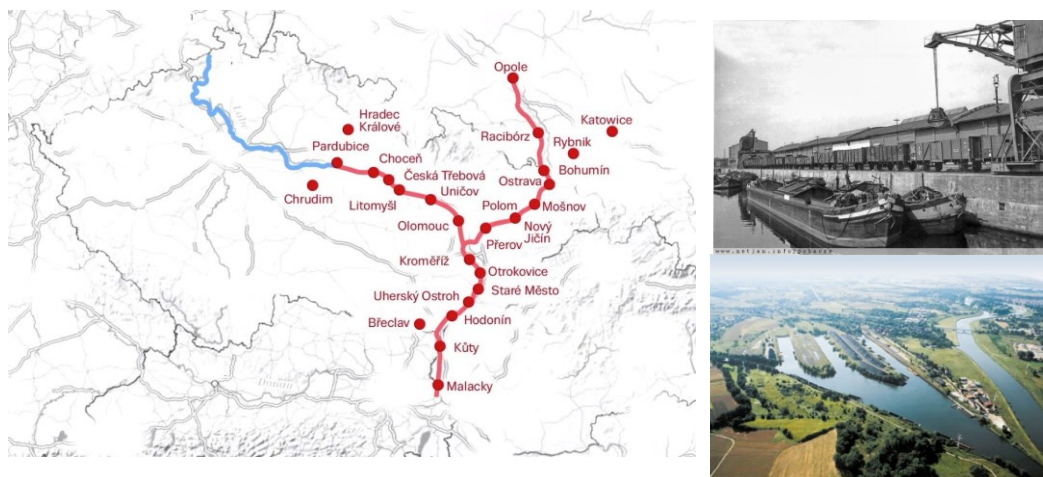 Opole
Hradec
Králové
Katowice
Racibórz
Rybnik
Pardubice
Choceň
Bohumín
Česká Třebová
Ostrava
Uničov
Chrudim
Litomyšl
Polom
Mošnov
Olomouc
Nový
Jičín
Přerov
Kroměříž
Otrokovice
Staré Město
Uherský Ostroh
Břeclav
Hodonín
Kůty
Malacky